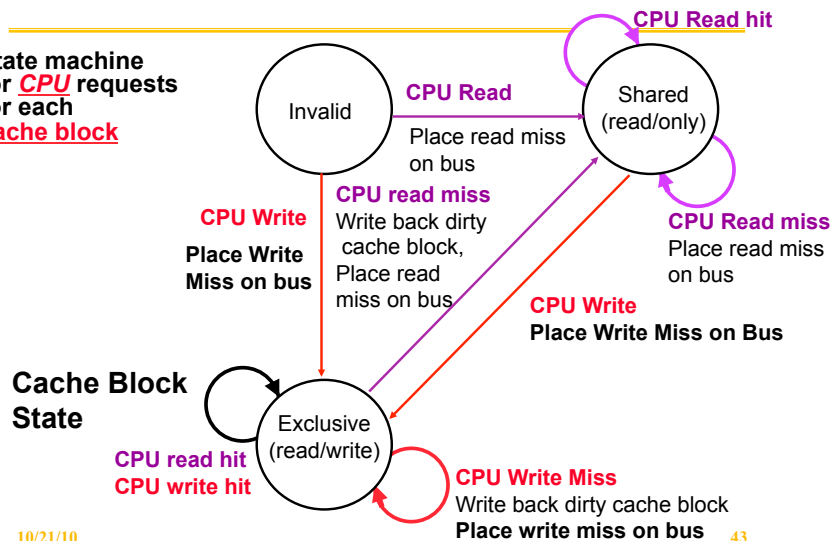 CPU Read hit
tate machine
or CPU requests
or each
ache block
Invalid
CPU Read
Place read miss
on bus
Shared
(read/only)
CPU read miss
Write back dirty
cache block,
Place read
miss on bus
CPU Write
Place Write
Miss on bus
CPU Read miss
Place read miss
on bus
CPU Write
Place Write Miss on Bus
Cache Block
State
Exclusive
(read/write)
CPU read hit
CPU write hit
CPU Write Miss
Write back dirty cache block
Place write miss on bus
10/21/10
43